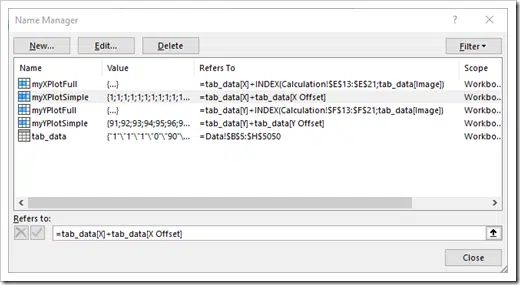 Name Manager
? ×
New... Edit... Delete Filter
Name Value Refers To Scope
myXPlotFull {...} =tab_data[X]+INDEX(Calculation!$E$13:$E$21;tab_data[Image]) Workbo...
myXPlotSimple {1;1;1;1;1;1;1;1;1;1... =tab_data[X]+tab_data[X Offset] Workbo...
myYPlotFull {...} =tab_data[Y]+INDEX(Calculation!$F$13:$F$21;tab_data[Image]) Workbo...
myYPlotSimple {91;92;93;94;95;96;9... =tab_data[Y]+tab_data[Y Offset] Workbo...
tab_data {"1"\"1"\"1"\"0"\"90"\... =Data!$B$5:$H$5050 Workbo...
Refers to:
=tab_data[X]+tab_data[X Offset]
Close